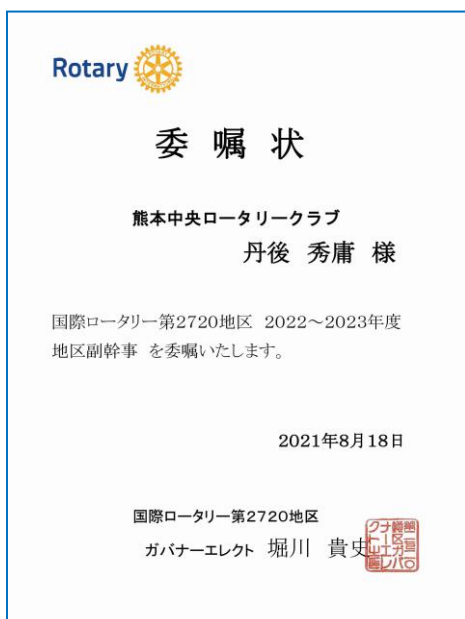 Rotary
委嘱状
熊本中央ロータリークラブ
丹後 秀庸 様
国際ロータリー第2720地区 2022～2023年度
地区副幹事 を委嘱いたします。
2021年8月18日
国際ロータリー第2720地区
ガバナーエレクト 堀川 貴史